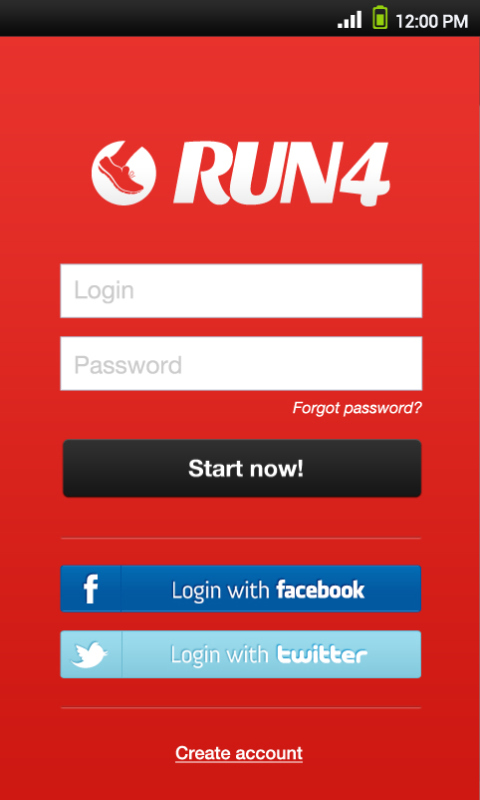 12:00 PM
RUN4
Login
Password
Forgot password?
Start now!
f Login with facebook
Login with twitter
Create account